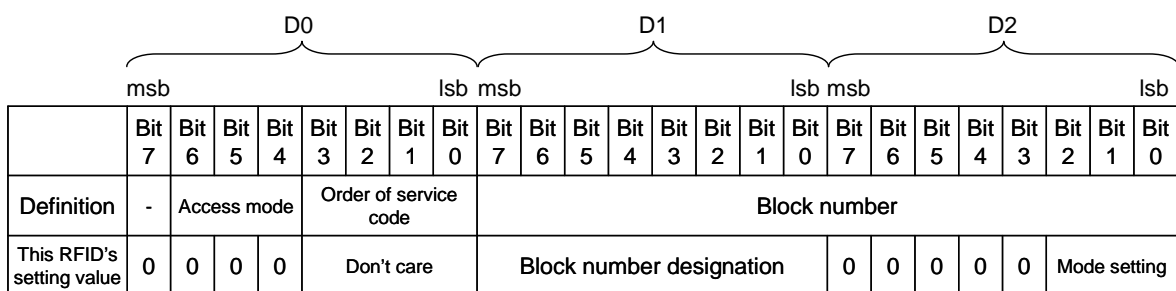 D0 D1 D2
msb lsb msb lsb msb lsb
Bit 7 Bit 6 Bit 5 Bit 4 Bit 3 Bit 2 Bit 1 Bit 0 Bit 7 Bit 6 Bit 5 Bit 4 Bit 3 Bit 2 Bit 1 Bit 0 Bit 7 Bit 6 Bit 5 Bit 4 Bit 3 Bit 2 Bit 1 Bit 0
Definition - Access mode Order of service code Block number
This RFID's setting value 0 0 0 0 Don't care Block number designation 0 0 0 0 0 Mode setting